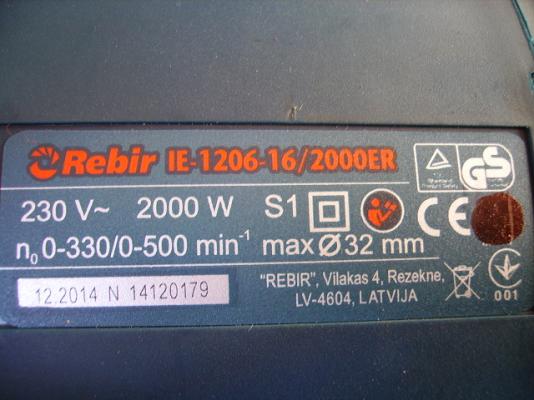 Rebir IE-1206-16/2000ER
230 V~ 2000 W S1
GS
CE
n₀ 0-330/0-500 min⁻¹ max Ø 32 mm
12.2014 N 14120179
"REBIR", Vilakas 4, Rezekne,
LV-4604, LATVIJA
001